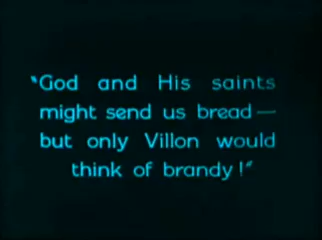 “God and His saints
might send us bread—
but only Villon would
think of brandy!“